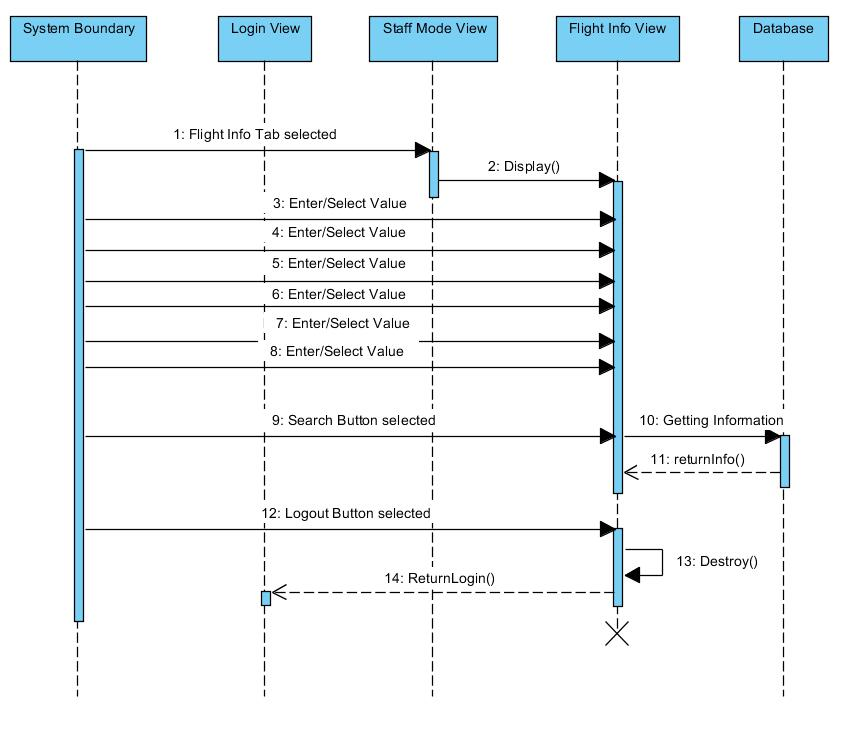 System Boundary
Login View
Staff Mode View
Flight Info View
Database
1: Flight Info Tab selected
2: Display()
3: Enter/Select Value
4: Enter/Select Value
5: Enter/Select Value
6: Enter/Select Value
7: Enter/Select Value
8: Enter/Select Value
9: Search Button selected
10: Getting Information
11: returnInfo()
12: Logout Button selected
13: Destroy()
14: ReturnLogin()